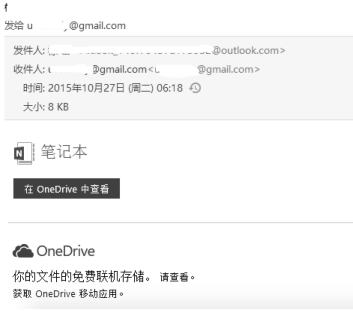 发给 u @gmail.com
发件人: @outlook.com>
收件人: @gmail.com< @gmail.com>
时间: 2015年10月27日 (周二) 06:18
大小: 8 KB
笔记本
在 OneDrive 中查看
OneDrive
你的文件的免费联机存储。 请查看。
获取 OneDrive 移动应用。